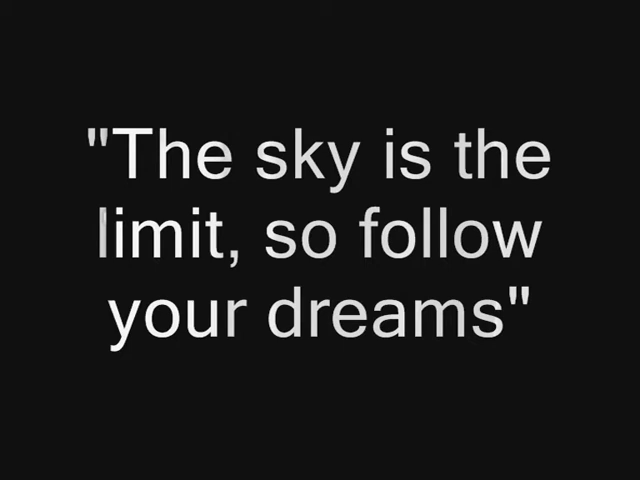 "The sky is the
limit, so follow
your dreams"